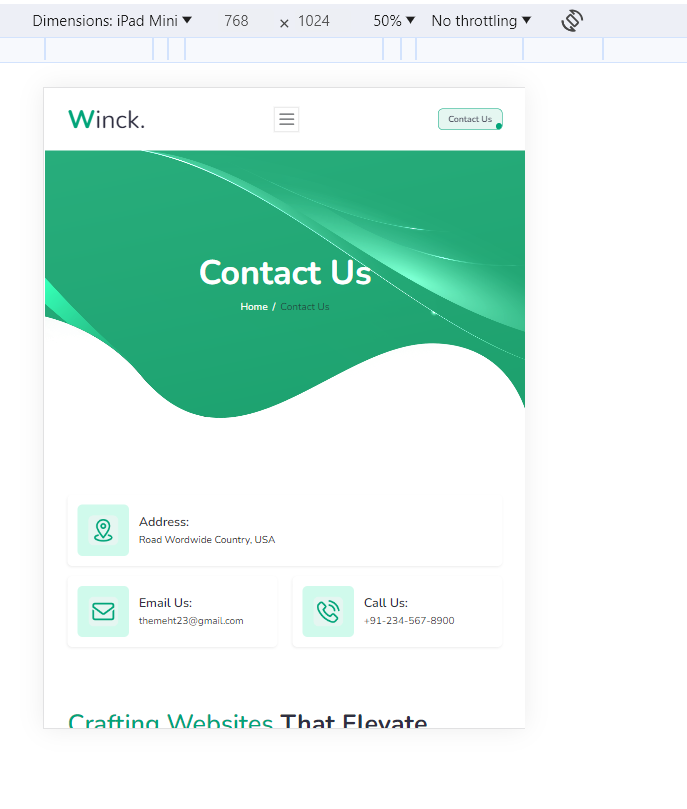 Dimensions: iPad Mini ▼ 768 × 1024 50% ▼ No throttling ▼
Winck. Contact Us
Contact Us
Home / Contact Us
Address:
Road Wordwide Country, USA
Email Us: Call Us:
themeht23@gmail.com +91-234-567-8900
Crafting Websites That Elevate